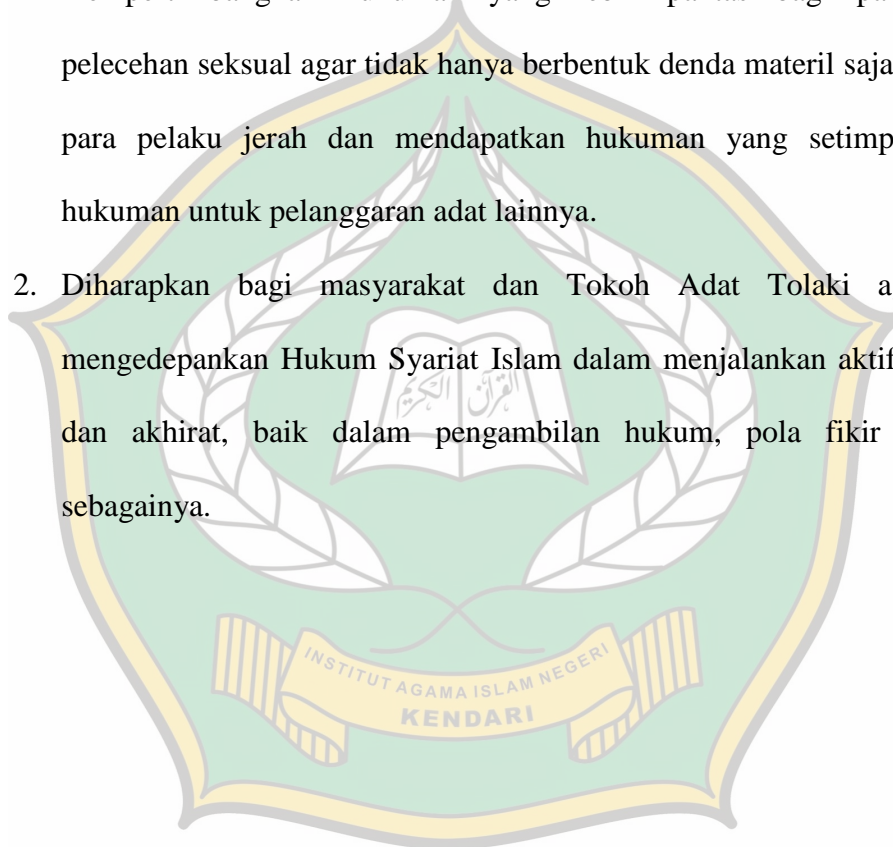 pelecehan seksual agar tidak hanya berbentuk denda materil saja
para pelaku jerah dan mendapatkan hukuman yang setimp
hukuman untuk pelanggaran adat lainnya.
2. Diharapkan bagi masyarakat dan Tokoh Adat Tolaki a
mengedepankan Hukum Syariat Islam dalam menjalankan aktif
dan akhirat, baik dalam pengambilan hukum, pola fikir
sebagainya.
القرآن الكريم
INSTITUT AGAMA ISLAM NEGERI
KENDARI